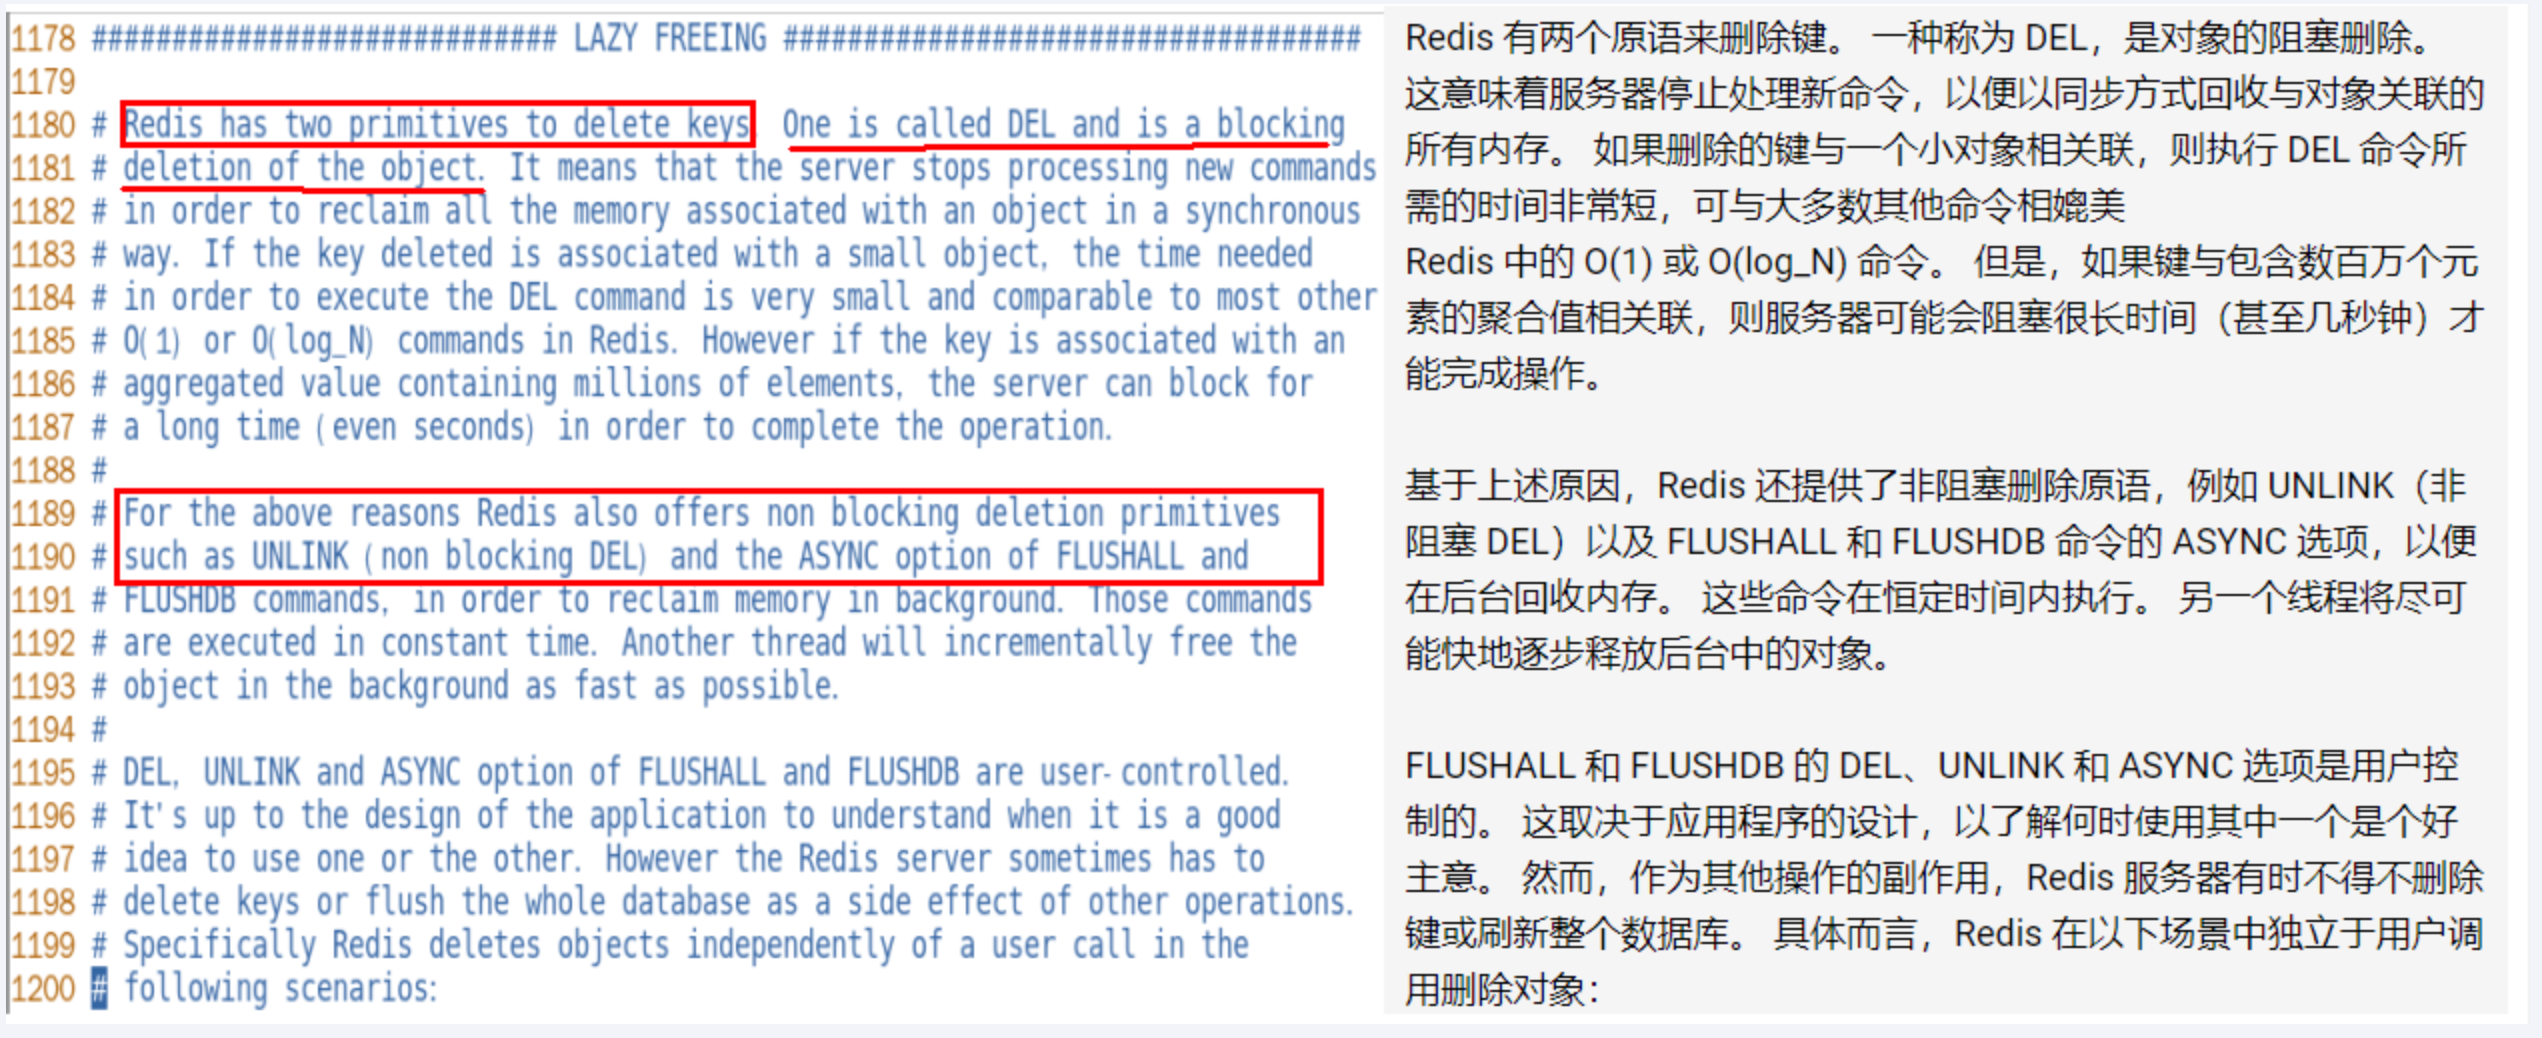 1178 ############################# LAZY FREEING ####################################
1179
1180 # Redis has two primitives to delete keys. One is called DEL and is a blocking
1181 # deletion of the object. It means that the server stops processing new commands
1182 # in order to reclaim all the memory associated with an object in a synchronous
1183 # way. If the key deleted is associated with a small object, the time needed
1184 # in order to execute the DEL command is very small and comparable to most other
1185 # O(1) or O(log_N) commands in Redis. However if the key is associated with an
1186 # aggregated value containing millions of elements, the server can block for
1187 # a long time (even seconds) in order to complete the operation.
1188 #
1189 # For the above reasons Redis also offers non blocking deletion primitives
1190 # such as UNLINK (non blocking DEL) and the ASYNC option of FLUSHALL and
1191 # FLUSHDB commands, in order to reclaim memory in background. Those commands
1192 # are executed in constant time. Another thread will incrementally free the
1193 # object in the background as fast as possible.
1194 #
1195 # DEL, UNLINK and ASYNC option of FLUSHALL and FLUSHDB are user-controlled.
1196 # It's up to the design of the application to understand when it is a good
1197 # idea to use one or the other. However the Redis server sometimes has to
1198 # delete keys or flush the whole database as a side effect of other operations.
1199 # Specifically Redis deletes objects independently of a user call in the
1200 # following scenarios:
Redis 有两个原语来删除键。 一种称为 DEL，是对象的阻塞删除。
这意味着服务器停止处理新命令，以便以同步方式回收与对象关联的
所有内存。 如果删除的键与一个小对象相关联，则执行 DEL 命令所
需的时间非常短，可与大多数其他命令相媲美
Redis 中的 O(1) 或 O(log_N) 命令。 但是，如果键与包含数百万个元
素的聚合值相关联，则服务器可能会阻塞很长时间（甚至几秒钟）才
能完成操作。
基于上述原因，Redis 还提供了非阻塞删除原语，例如 UNLINK（非
阻塞 DEL）以及 FLUSHALL 和 FLUSHDB 命令的 ASYNC 选项，以便
在后台回收内存。 这些命令在恒定时间内执行。 另一个线程将尽可
能快地逐步释放后台中的对象。
FLUSHALL 和 FLUSHDB 的 DEL、UNLINK 和 ASYNC 选项是用户控
制的。 这取决于应用程序的设计，以了解何时使用其中一个是个好
主意。 然而，作为其他操作的副作用，Redis 服务器有时不得不删除
键或刷新整个数据库。 具体而言，Redis 在以下场景中独立于用户调
用删除对象：